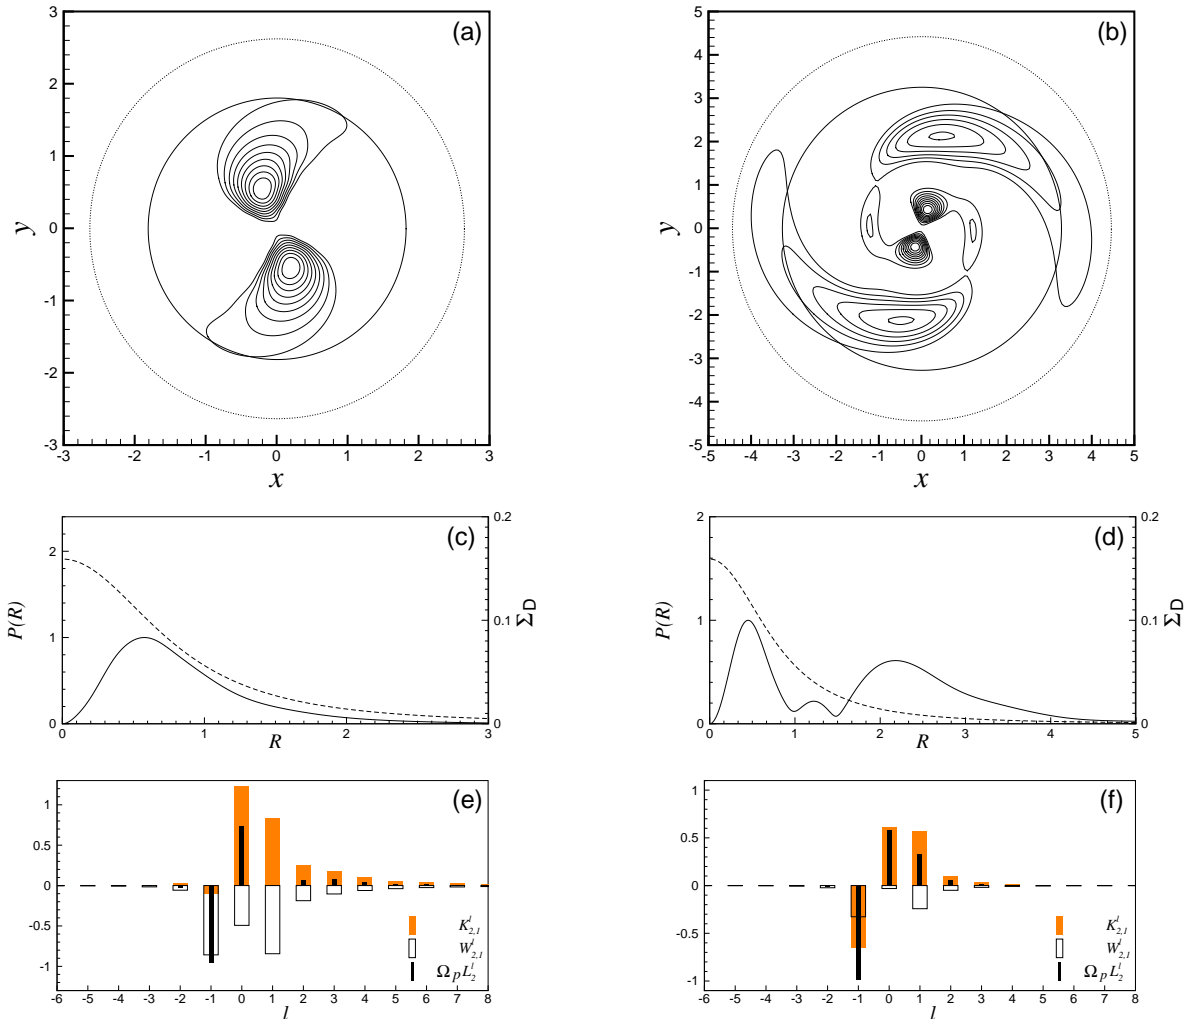 (a)
3
2
1
0
-1
-2
-3
y
-3 -2 -1 0 1 2 3
x
(b)
5
4
3
2
1
0
-1
-2
-3
-4
-5
y
-5 -4 -3 -2 -1 0 1 2 3 4 5
x
(c)
2
1
0
P(R)
0.2
0.1
0
Σ_D
0 1 2 3
R
(d)
2
1
0
P(R)
0.2
0.1
0
Σ_D
0 1 2 3 4 5
R
(e)
1
0.5
0
-0.5
-1
K^l_{2,1}
W^l_{2,1}
Ω_p L^l_2
-6 -5 -4 -3 -2 -1 0 1 2 3 4 5 6 7 8
l
(f)
1
0.5
0
-0.5
-1
K^l_{2,1}
W^l_{2,1}
Ω_p L^l_2
-6 -5 -4 -3 -2 -1 0 1 2 3 4 5 6 7 8
l